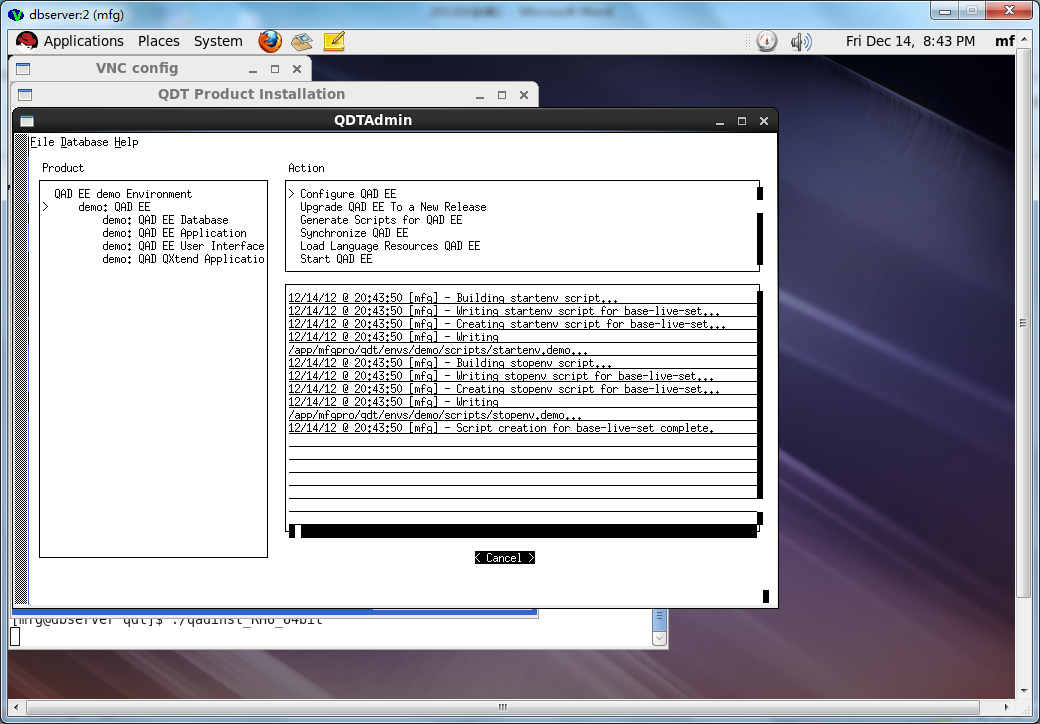 dbserver:2 (mfg)
Applications Places System
Fri Dec 14, 8:43 PM mf
VNC config
QDT Product Installation
QDTAdmin
File Database Help
Product
QAD EE demo Environment
> demo: QAD EE
demo: QAD EE Database
demo: QAD EE Application
demo: QAD EE User Interface
demo: QAD QXtend Applicatio
Action
> Configure QAD EE
Upgrade QAD EE To a New Release
Generate Scripts for QAD EE
Synchronize QAD EE
Load Language Resources QAD EE
Start QAD EE
12/14/12 @ 20:43:50 [mfg] - Building startenv script...
12/14/12 @ 20:43:50 [mfg] - Writing startenv script for base-live-set...
12/14/12 @ 20:43:50 [mfg] - Creating startenv script for base-live-set...
12/14/12 @ 20:43:50 [mfg] - Writing
/app/mfgpro/qdt/envs/demo/scripts/startenv.demo...
12/14/12 @ 20:43:50 [mfg] - Building stopenv script...
12/14/12 @ 20:43:50 [mfg] - Writing stopenv script for base-live-set...
12/14/12 @ 20:43:50 [mfg] - Creating stopenv script for base-live-set...
12/14/12 @ 20:43:50 [mfg] - Writing
/app/mfgpro/qdt/envs/demo/scripts/stopenv.demo...
12/14/12 @ 20:43:50 [mfg] - Script creation for base-live-set complete.
< Cancel >
[mfg@dbserver qdt]$ ./qadinst_RH6_64bit